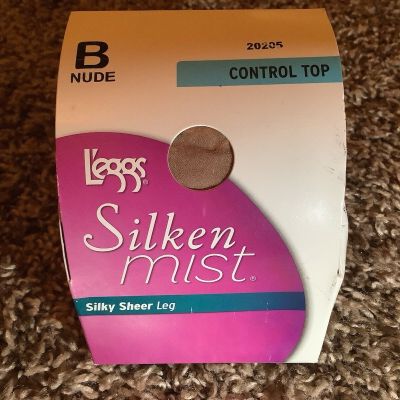 B
NUDE
20205
CONTROL TOP
L'eggs®
Silken
mist®
Silky Sheer Leg